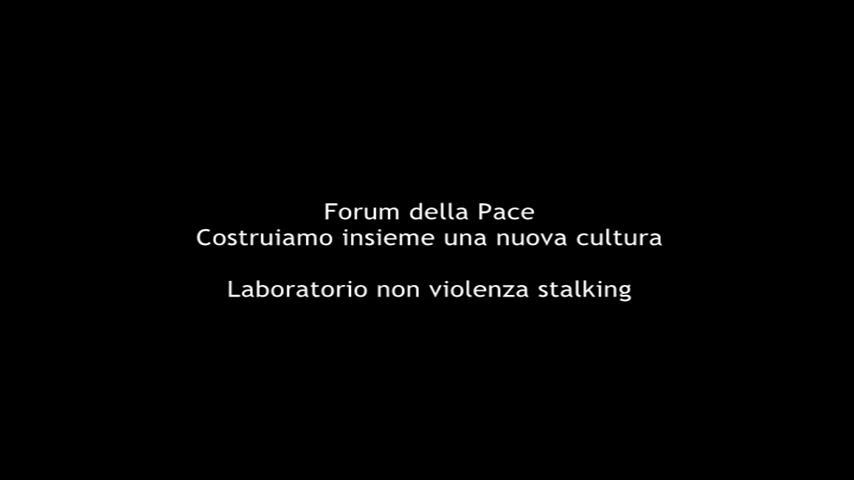 Forum della Pace
Costruiamo insieme una nuova cultura
Laboratorio non violenza stalking